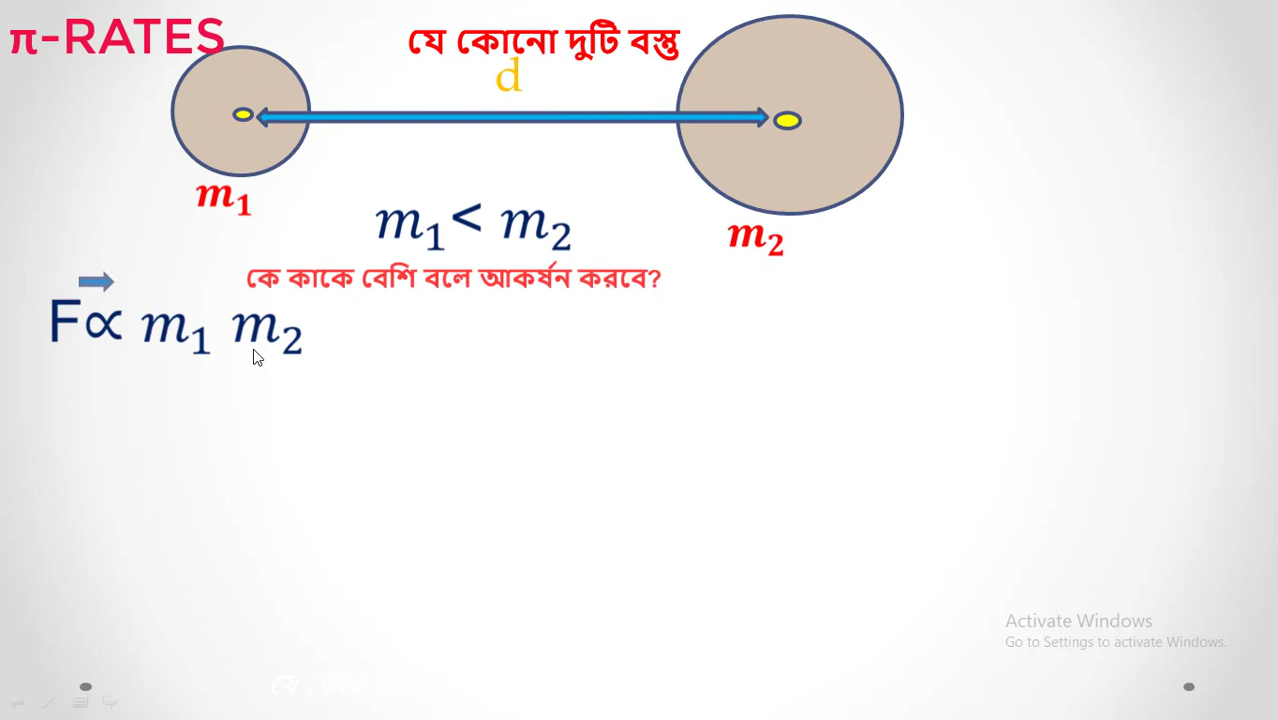 π-RATES
যে কোনো দুটি বস্তু
d
m₁
m₁< m₂
m₂
কে কাকে বেশি বলে আকর্ষন করবে?
F∝ m₁ m₂
Activate Windows
Go to Settings to activate Windows.